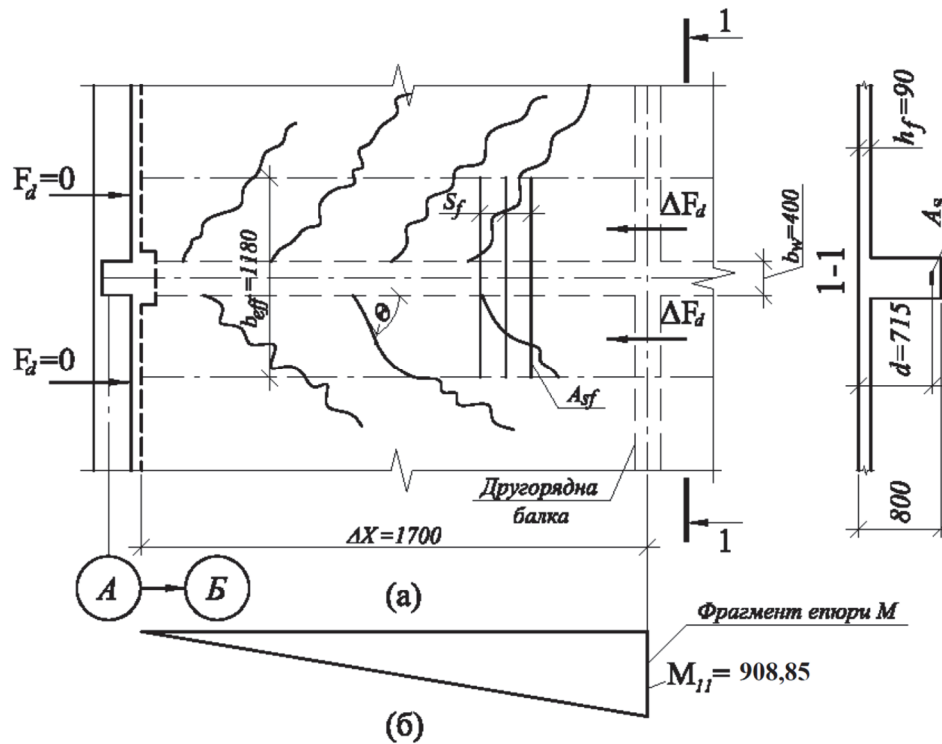 1
F_d=0
S_f
ΔF_d
b_eff=1180
b_w=400
1-1
h_f=90
A_s
Θ
ΔF_d
d=715
F_d=0
A_sf
Другорядна
балка
800
1
ΔX=1700
А
Б
(а)
Фрагмент епюри М
M_11= 908,85
(б)